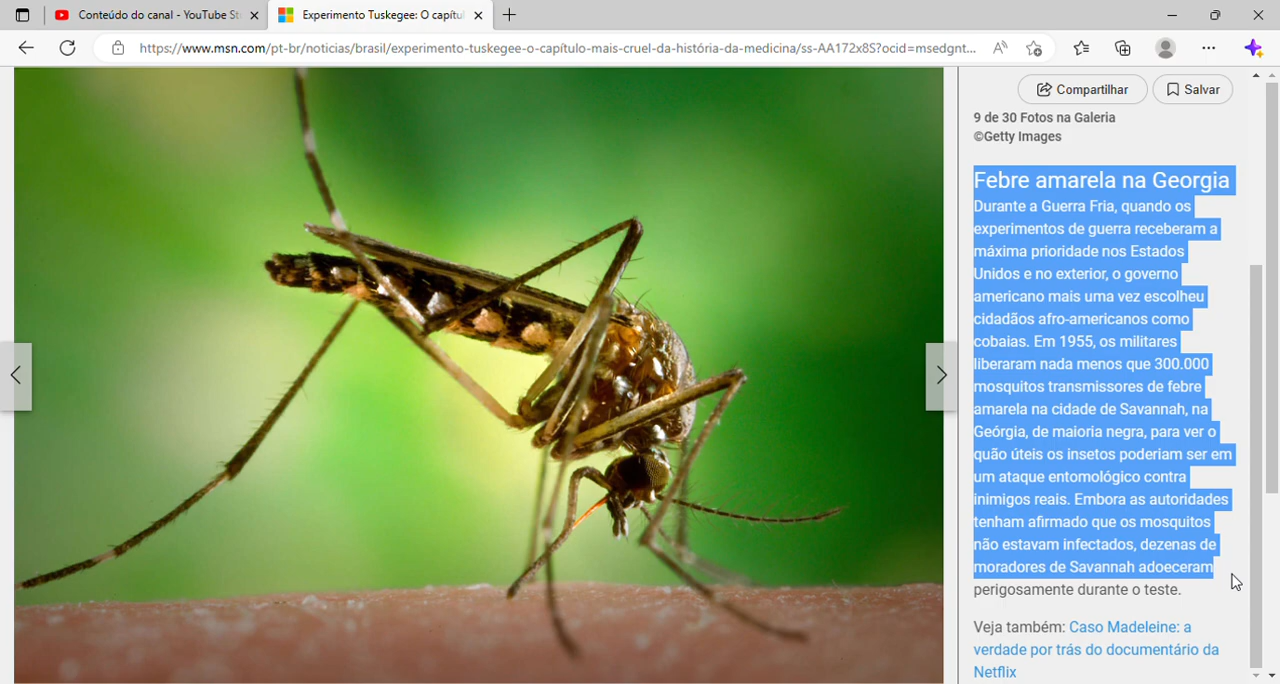 Conteúdo do canal - YouTube St
Experimento Tuskegee: O capítu
https://www.msn.com/pt-br/noticias/brasil/experimento-tuskegee-o-capítulo-mais-cruel-da-história-da-medicina/ss-AA172x8S?ocid=msedgnt...
Compartilhar
Salvar
9 de 30 Fotos na Galeria
©Getty Images
Febre amarela na Georgia
Durante a Guerra Fria, quando os
experimentos de guerra receberam a
máxima prioridade nos Estados
Unidos e no exterior, o governo
americano mais uma vez escolheu
cidadãos afro-americanos como
cobaias. Em 1955, os militares
liberaram nada menos que 300.000
mosquitos transmissores de febre
amarela na cidade de Savannah, na
Geórgia, de maioria negra, para ver o
quão úteis os insetos poderiam ser em
um ataque entomológico contra
inimigos reais. Embora as autoridades
tenham afirmado que os mosquitos
não estavam infectados, dezenas de
moradores de Savannah adoeceram
perigosamente durante o teste.
Veja também: Caso Madeleine: a
verdade por trás do documentário da
Netflix